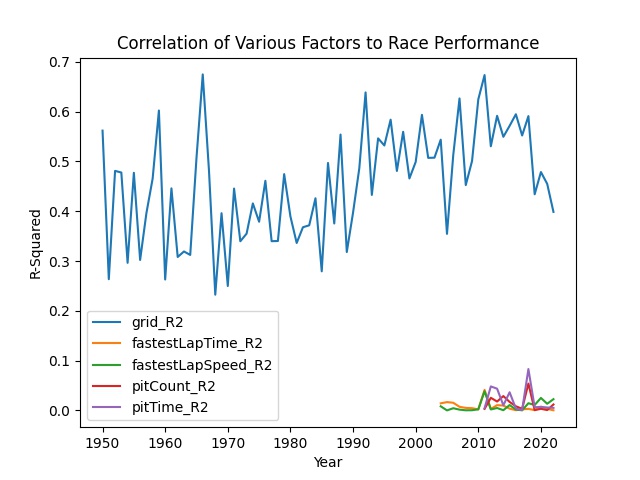 Correlation of Various Factors to Race Performance
0.7
0.6
0.5
0.4
0.3
0.2
0.1
0.0
R-Squared
grid_R2
fastestLapTime_R2
fastestLapSpeed_R2
pitCount_R2
pitTime_R2
1950 1960 1970 1980 1990 2000 2010 2020
Year